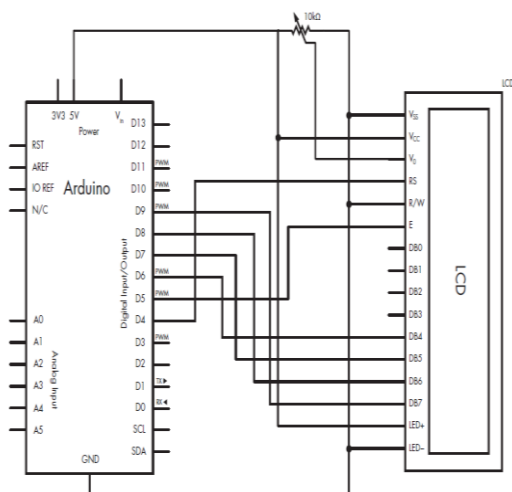 10kΩ
LCD
3V3 5V Vin
Power
RST
AREF
IO REF
N/C
Arduino
D13
D12
D11 PWM
D10 PWM
D9 PWM
D8
D7
D6 PWM
D5 PWM
D4
D3 PWM
D2
D1 TX
D0 RX
SCL
SDA
Digital Input/Output
A0
A1
A2
A3
A4
A5
Analog Input
GND
VSS
VCC
V0
RS
R/W
E
DB0
DB1
DB2
DB3
DB4
DB5
DB6
DB7
LED+
LED–
LCD